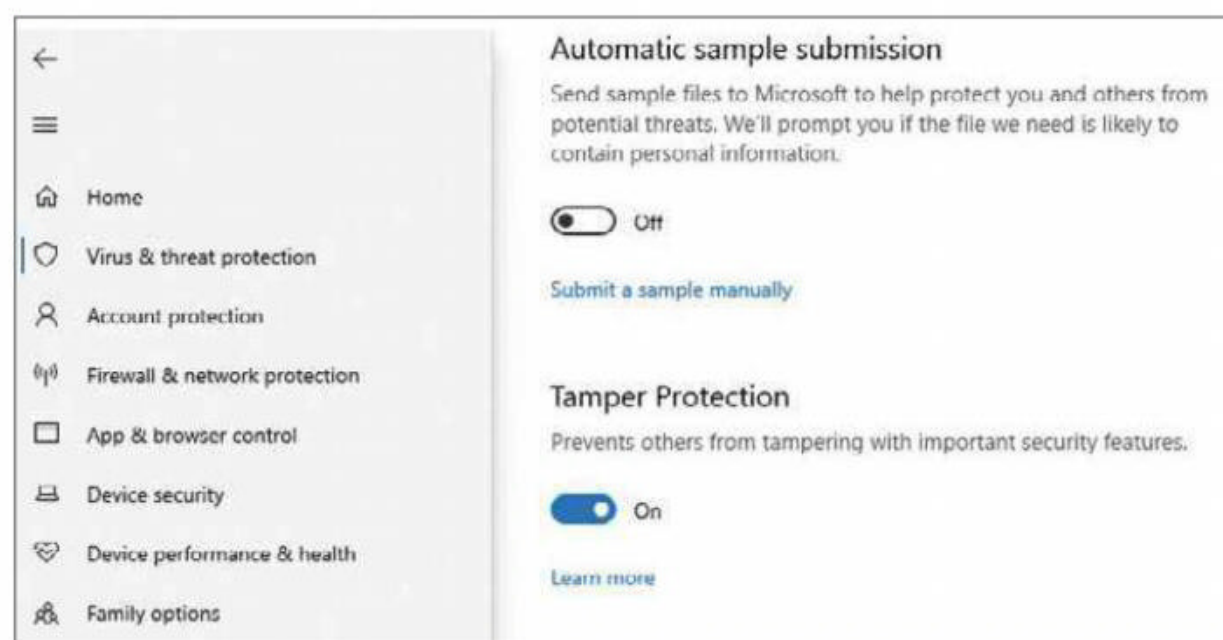 Home
Virus & threat protection
Account protection
Firewall & network protection
App & browser control
Device security
Device performance & health
Family options
Automatic sample submission
Send sample files to Microsoft to help protect you and others from
potential threats. We'll prompt you if the file we need is likely to
contain personal information.
Off
Submit a sample manually
Tamper Protection
Prevents others from tampering with important security features.
On
Learn more